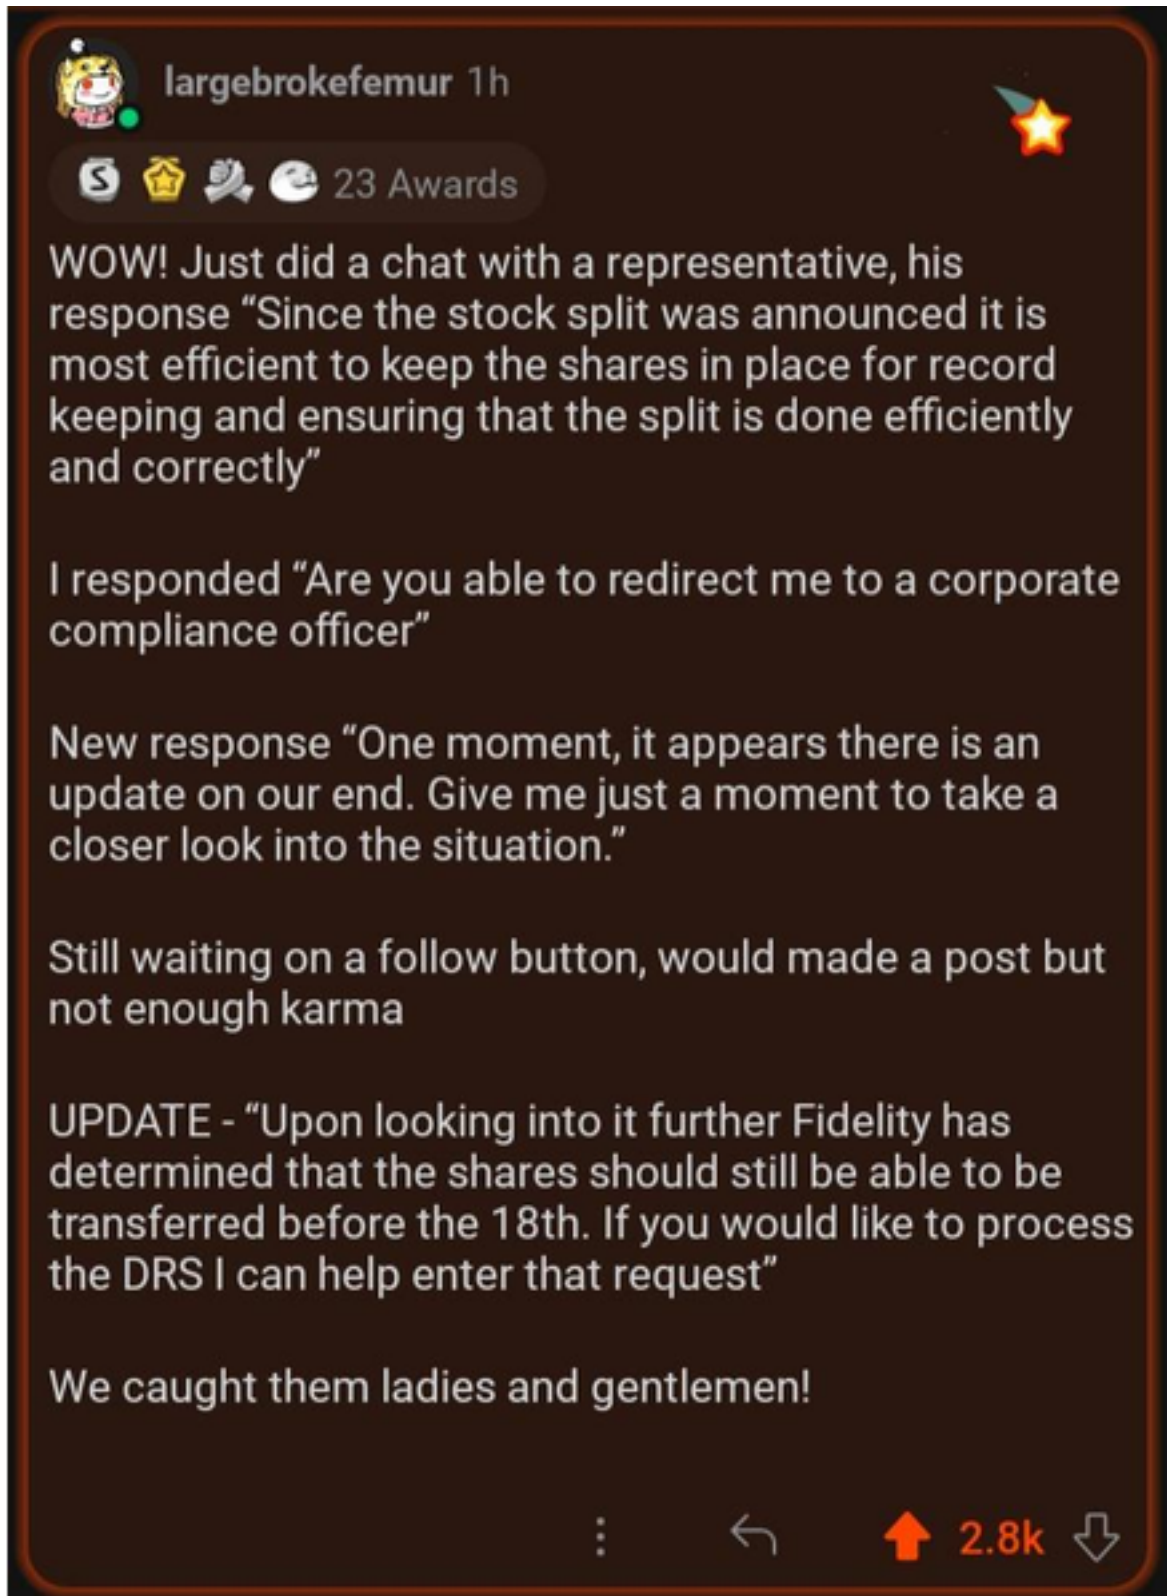 largebrokefemur 1h
S 23 Awards
WOW! Just did a chat with a representative, his
response “Since the stock split was announced it is
most efficient to keep the shares in place for record
keeping and ensuring that the split is done efficiently
and correctly”
I responded “Are you able to redirect me to a corporate
compliance officer”
New response “One moment, it appears there is an
update on our end. Give me just a moment to take a
closer look into the situation.”
Still waiting on a follow button, would made a post but
not enough karma
UPDATE - “Upon looking into it further Fidelity has
determined that the shares should still be able to be
transferred before the 18th. If you would like to process
the DRS I can help enter that request”
We caught them ladies and gentlemen!
2.8k